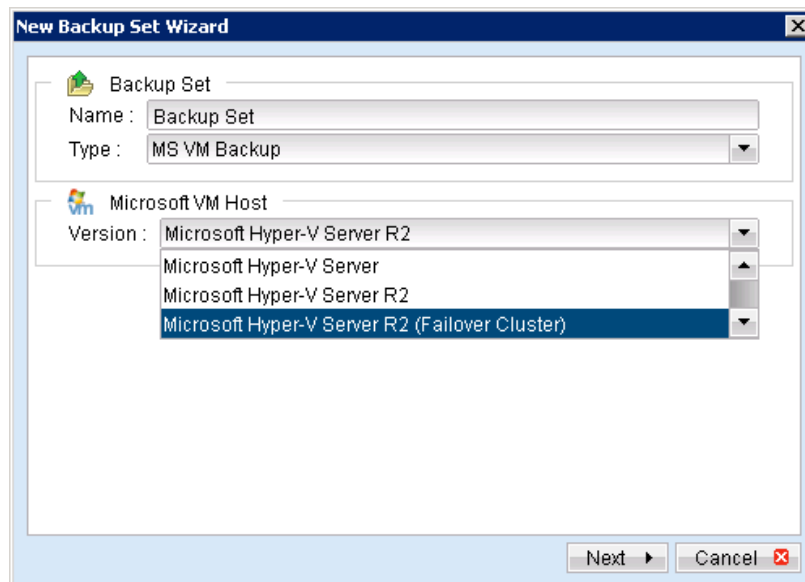 New Backup Set Wizard
Backup Set
Name : Backup Set
Type : MS VM Backup
vm Microsoft VM Host
Version : Microsoft Hyper-V Server R2
Microsoft Hyper-V Server
Microsoft Hyper-V Server R2
Microsoft Hyper-V Server R2 (Failover Cluster)
Next Cancel